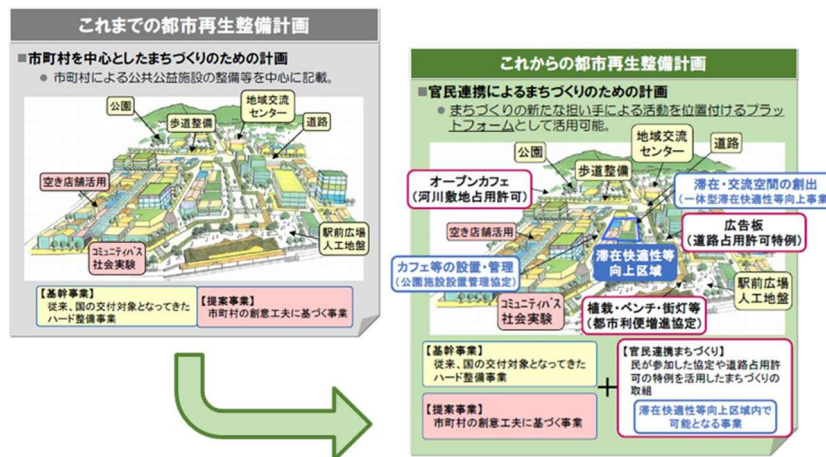 これまでの都市再生整備計画
■市町村を中心としたまちづくりのための計画
● 市町村による公共公益施設の整備等を中心に記載。
公園
歩道整備
地域交流
センター
道路
空き店舗活用
コミュニティバス
社会実験
駅前広場
人工地盤
【基幹事業】
従来、国の交付対象となってきた
ハード整備事業
【提案事業】
市町村の創意工夫に基づく事業
これからの都市再生整備計画
■官民連携によるまちづくりのための計画
● まちづくりの新たな担い手による活動を位置付けるプラッ
トフォームとして活用可能。
公園
歩道整備
地域交流
センター
道路
オープンカフェ
(河川敷地占用許可)
滞在・交流空間の創出
(一体型滞在快適性等向上事業)
空き店舗活用
広告板
(道路占用許可特例)
カフェ等の設置・管理
(公園施設設置管理協定)
滞在快適性等
向上区域
コミュニティバス
社会実験
植栽・ベンチ・街灯等
(都市利便増進協定)
駅前広場
人工地盤
【基幹事業】
従来、国の交付対象となってきた
ハード整備事業
【提案事業】
市町村の創意工夫に基づく事業
+
【官民連携まちづくり】
民が参加した協定や道路占用許
可の特例を活用したまちづくりの
取組
滞在快適性等向上区域内で
可能となる事業